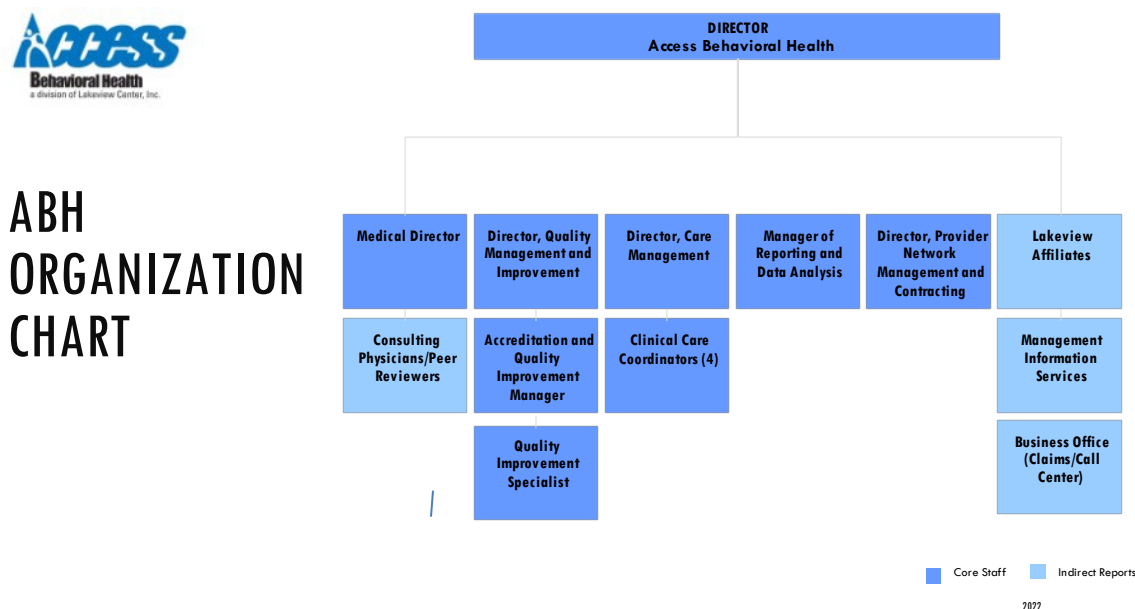 Access
Behavioral Health
a division of Lakeview Center, Inc.
ABH
ORGANIZATION
CHART
DIRECTOR
Access Behavioral Health
Medical Director
Director, Quality
Management and
Improvement
Director, Care
Management
Manager of
Reporting and
Data Analysis
Director, Provider
Network
Management and
Contracting
Lakeview
Affiliates
Consulting
Physicians/Peer
Reviewers
Accreditation and
Quality
Improvement
Manager
Clinical Care
Coordinators (4)
Management
Information
Services
Quality
Improvement
Specialist
Business Office
(Claims/Call
Center)
Core Staff
Indirect Reports
2022